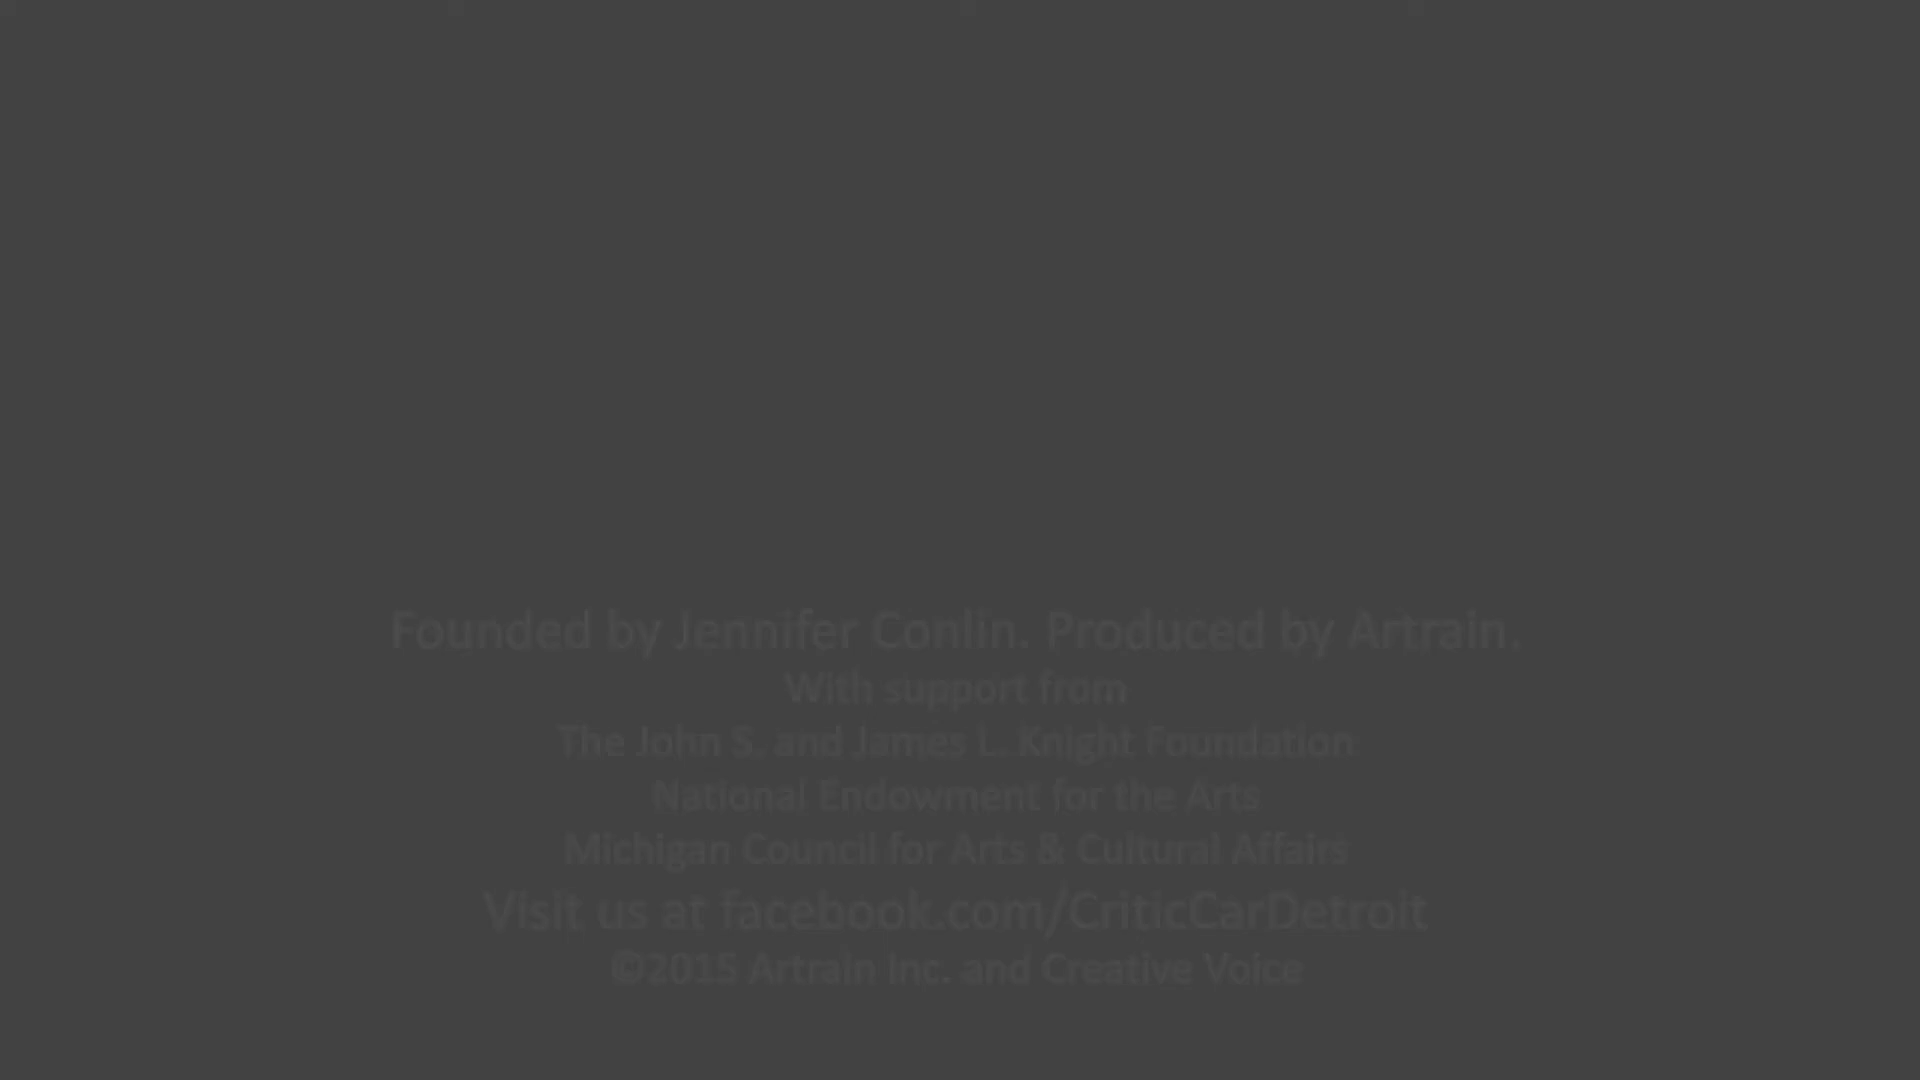 Founded by Jennifer Conlin. Produced by Artrain.
With support from
The John S. and James L. Knight Foundation
National Endowment for the Arts
Michigan Council for Arts & Cultural Affairs
Visit us at facebook.com/CriticCarDetroit
©2015 Artrain Inc. and Creative Voice